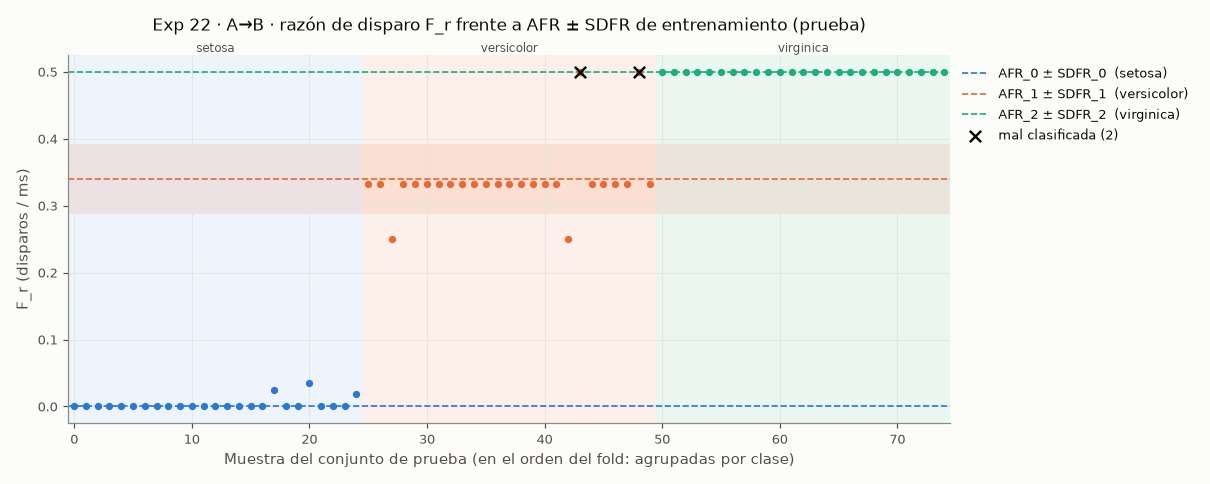 Exp 22 · A→B · razón de disparo F_r frente a AFR ± SDFR de entrenamiento (prueba)
setosa versicolor virginica
F_r (disparos / ms)
0.5
0.4
0.3
0.2
0.1
0.0
0 10 20 30 40 50 60 70
Muestra del conjunto de prueba (en el orden del fold: agrupadas por clase)
AFR_0 ± SDFR_0 (setosa)
AFR_1 ± SDFR_1 (versicolor)
AFR_2 ± SDFR_2 (virginica)
mal clasificada (2)